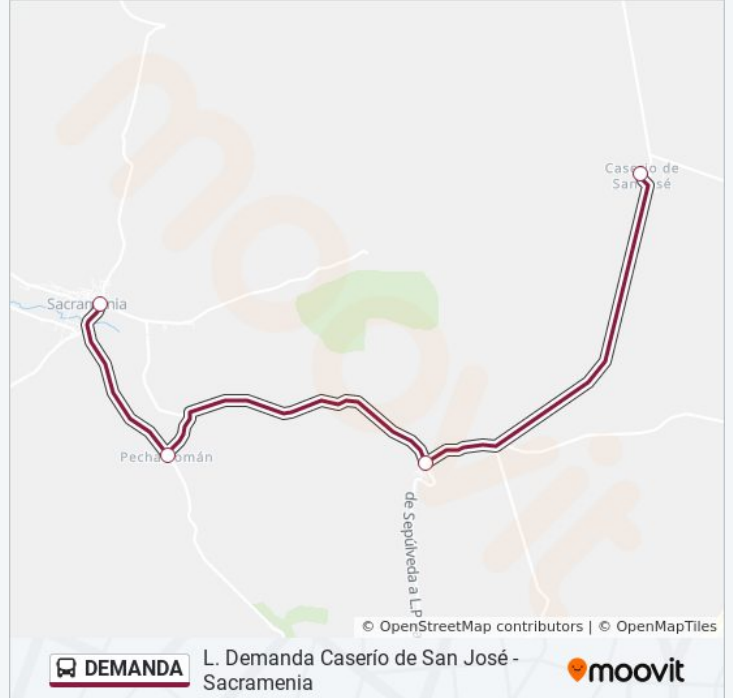 Caserío de
San José
Sacramenia
Pecharromán
de Sepúlveda a L.P.
moovit
© OpenStreetMap contributors | © OpenMapTiles
DEMANDA
L. Demanda Caserío de San José -
Sacramenia
moovit